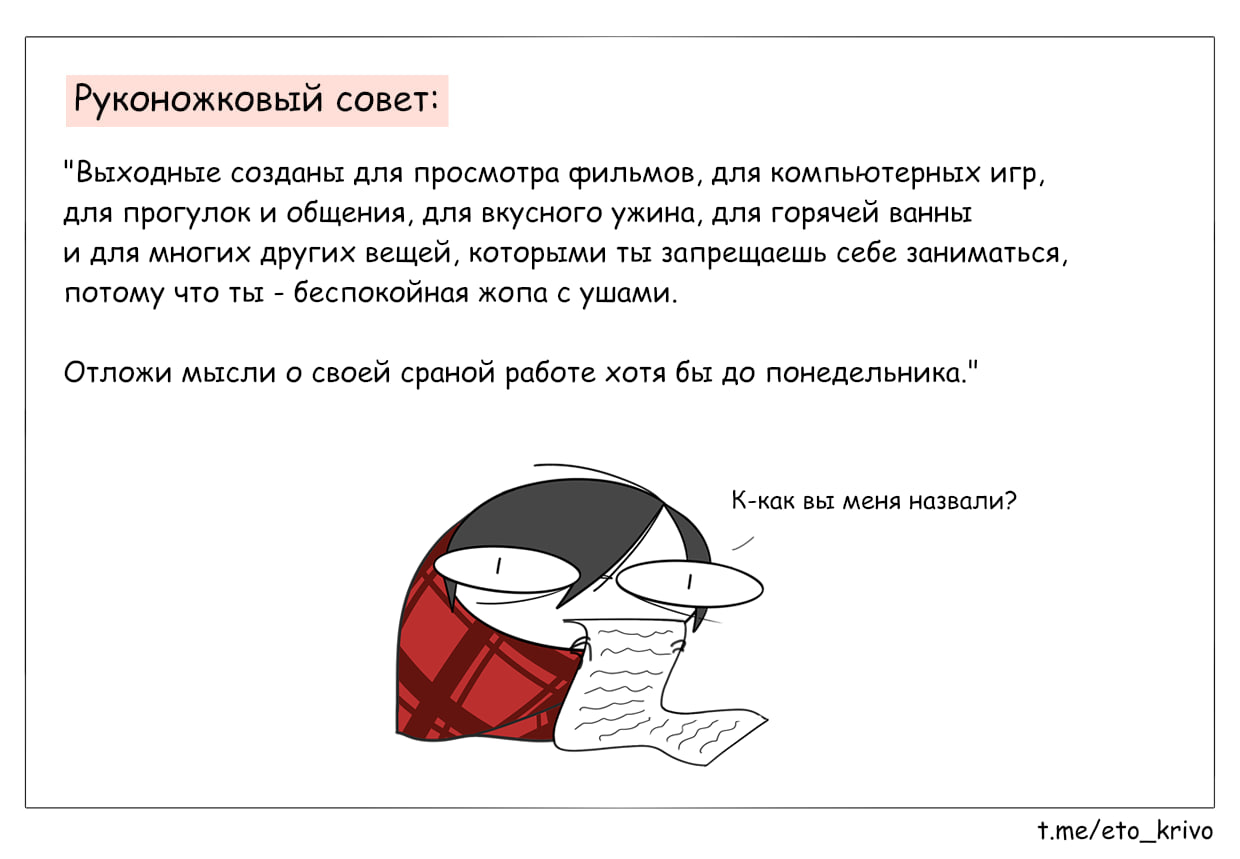 Руконожковый совет:
"Выходные созданы для просмотра фильмов, для компьютерных игр,
для прогулок и общения, для вкусного ужина, для горячей ванны
и для многих других вещей, которыми ты запрещаешь себе заниматься,
потому что ты - беспокойная жопа с ушами.
Отложи мысли о своей сраной работе хотя бы до понедельника."
К-как вы меня назвали?
t.me/eto_krivo